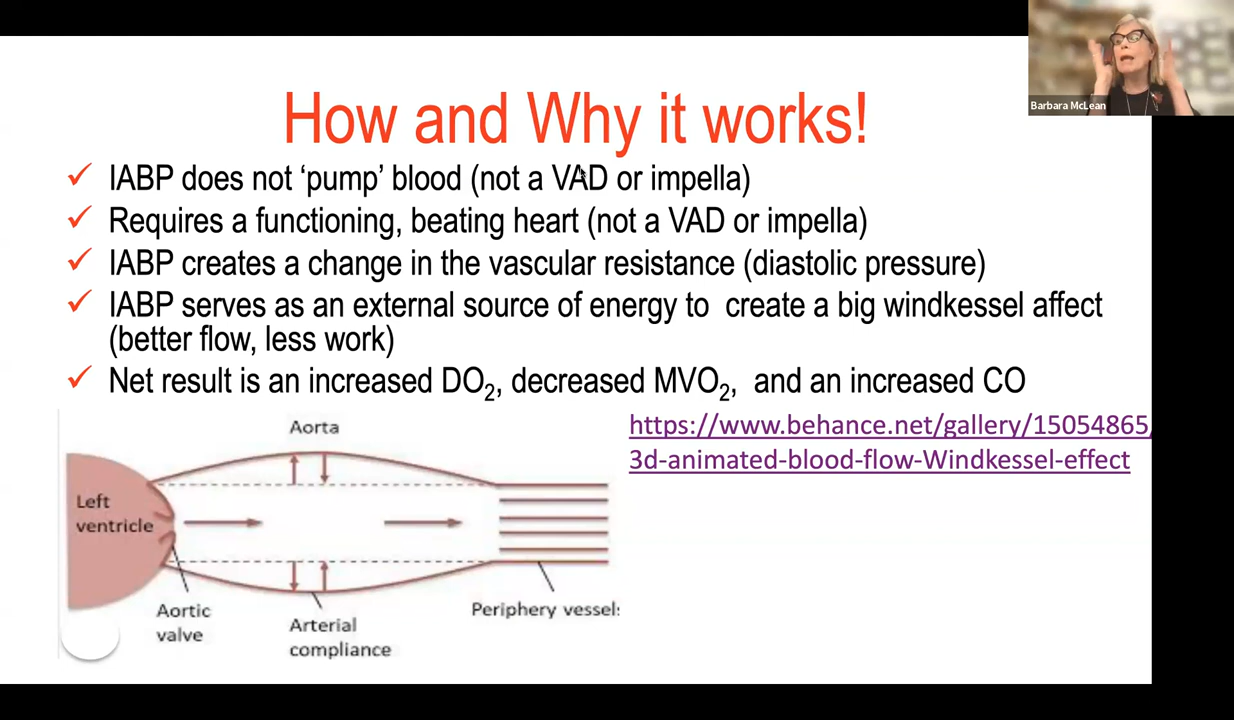 Barbara McLean
How and Why it works!
✓ IABP does not ‘pump’ blood (not a VAD or impella)
✓ Requires a functioning, beating heart (not a VAD or impella)
✓ IABP creates a change in the vascular resistance (diastolic pressure)
✓ IABP serves as an external source of energy to create a big windkessel affect
(better flow, less work)
✓ Net result is an increased DO₂, decreased MVO₂, and an increased CO
https://www.behance.net/gallery/15054865/
3d-animated-blood-flow-Windkessel-effect
Aorta
Left
ventricle
Aortic
valve
Arterial
compliance
Periphery vessels